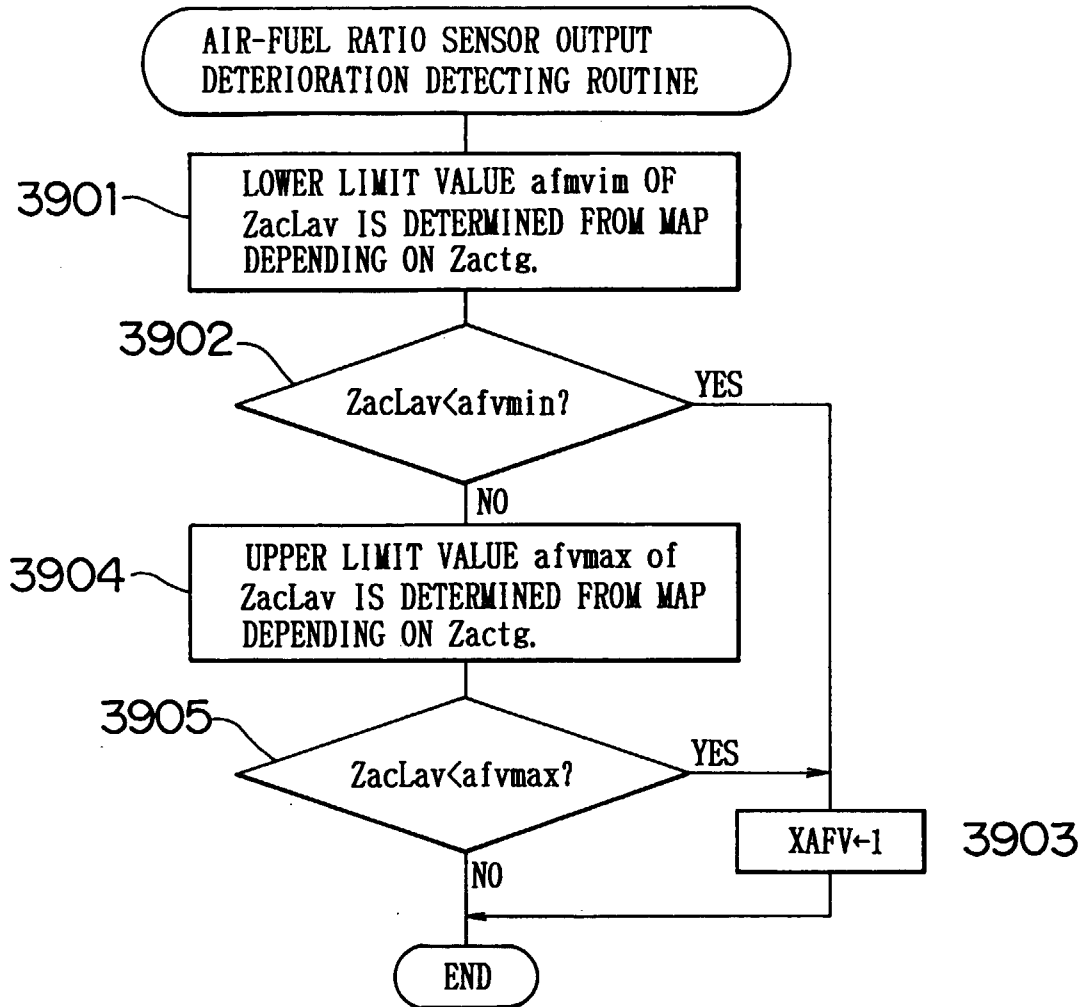 AIR-FUEL RATIO SENSOR OUTPUT
DETERIORATION DETECTING ROUTINE
3901
LOWER LIMIT VALUE afmvim OF
ZacLav IS DETERMINED FROM MAP
DEPENDING ON Zactg.
3902
ZacLav<afvmin?
YES
NO
3904
UPPER LIMIT VALUE afvmax of
ZacLav IS DETERMINED FROM MAP
DEPENDING ON Zactg.
3905
ZacLav<afvmax?
YES
XAFV←1
3903
NO
END